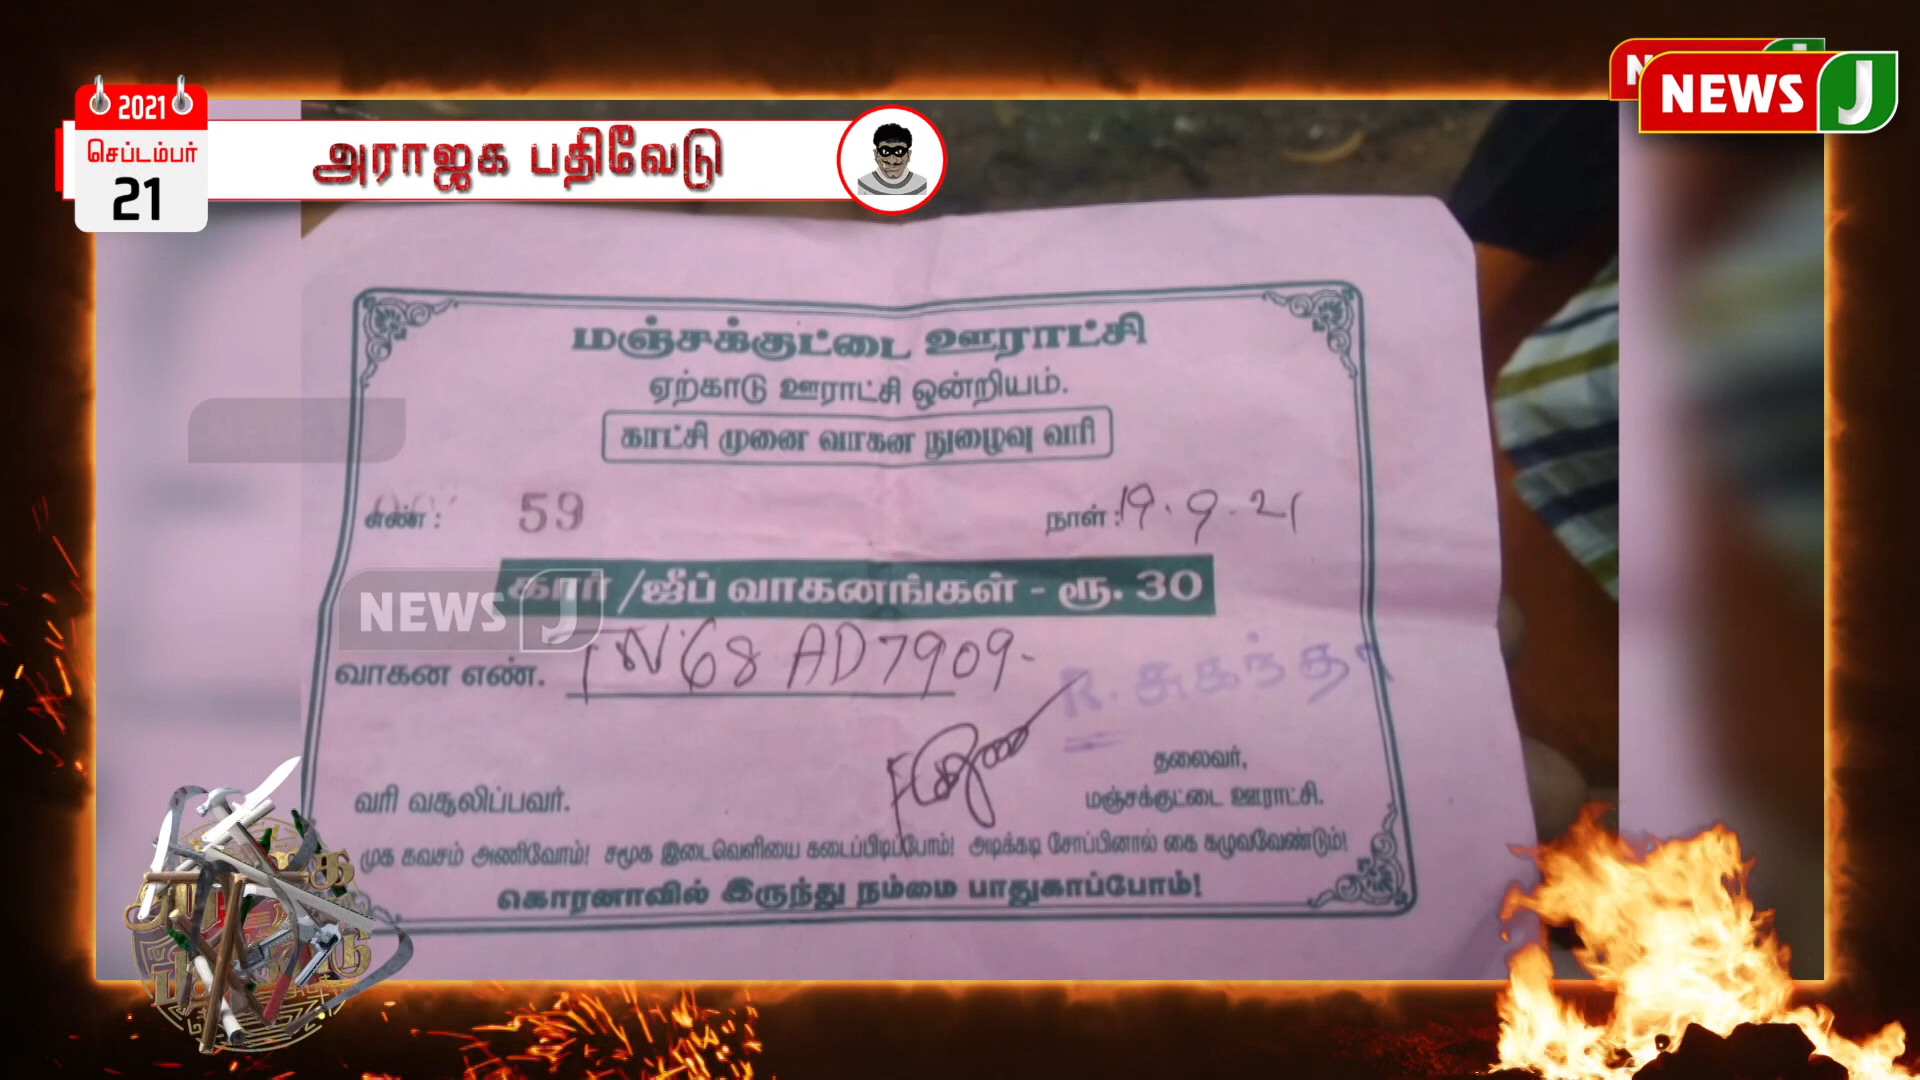 NEWS J
2021
செப்டம்பர்
21
அராஜக பதிவேடு
மஞ்சக்குட்டை ஊராட்சி
ஏற்காடு ஊராட்சி ஒன்றியம்.
காட்சி முனை வாகன நுழைவு வரி
எண் : 59 நாள் : 19.9.21
கார் /ஜீப் வாகனங்கள் - ரூ. 30
NEWS J
வாகன எண். TN 68 AD 7909-
R. சுகந்தா
தலைவர்,
வரி வசூலிப்பவர். மஞ்சக்குட்டை ஊராட்சி.
முக கவசம் அணிவோம்! சமூக இடைவெளியை கடைப்பிடிப்போம்! அடிக்கடி சோப்பினால் கை கழுவவேண்டும்!
கொரனாவில் இருந்து நம்மை பாதுகாப்போம்!